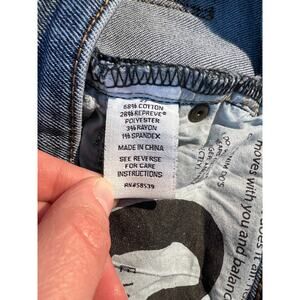 68% COTTON
28% REPREVE®
POLYESTER
3% RAYON
1% SPANDEX
MADE IN CHINA
SEE REVERSE
FOR CARE
INSTRUCTIONS
RN#58539
moves with you and balanc